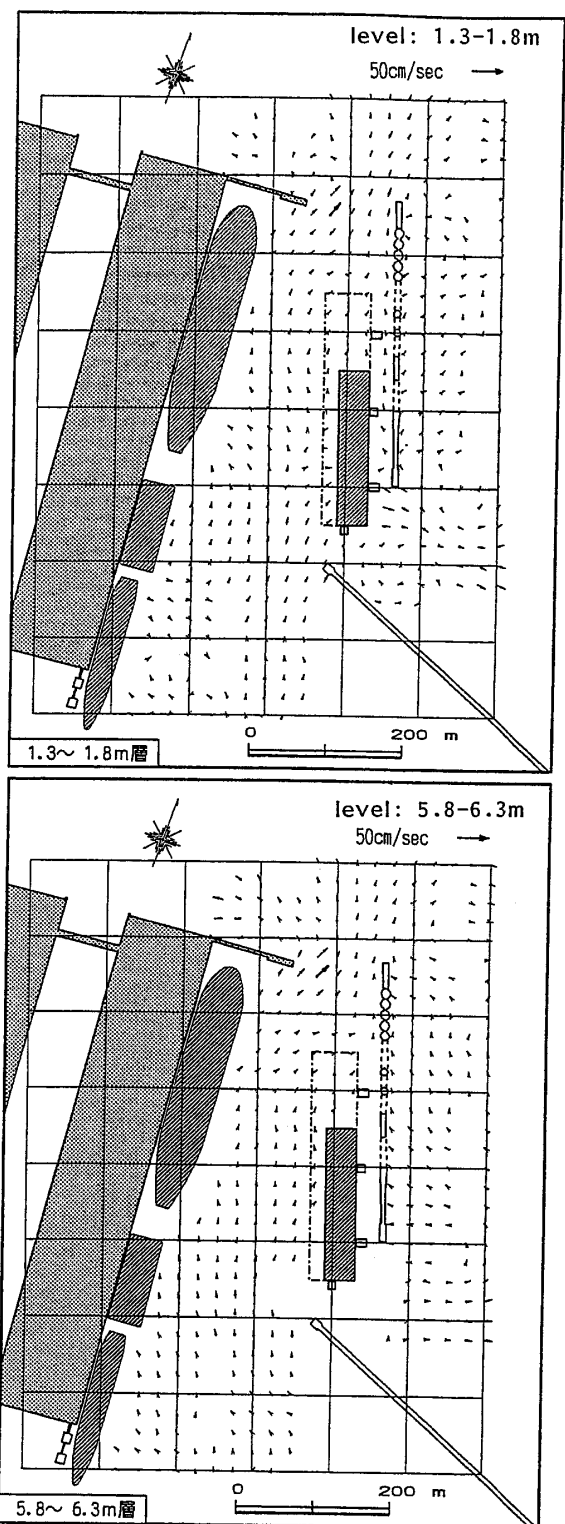 level: 1.3-1.8m
50cm/sec
0 200 m
1.3～ 1.8m層
level: 5.8-6.3m
50cm/sec
0 200 m
5.8～ 6.3m層